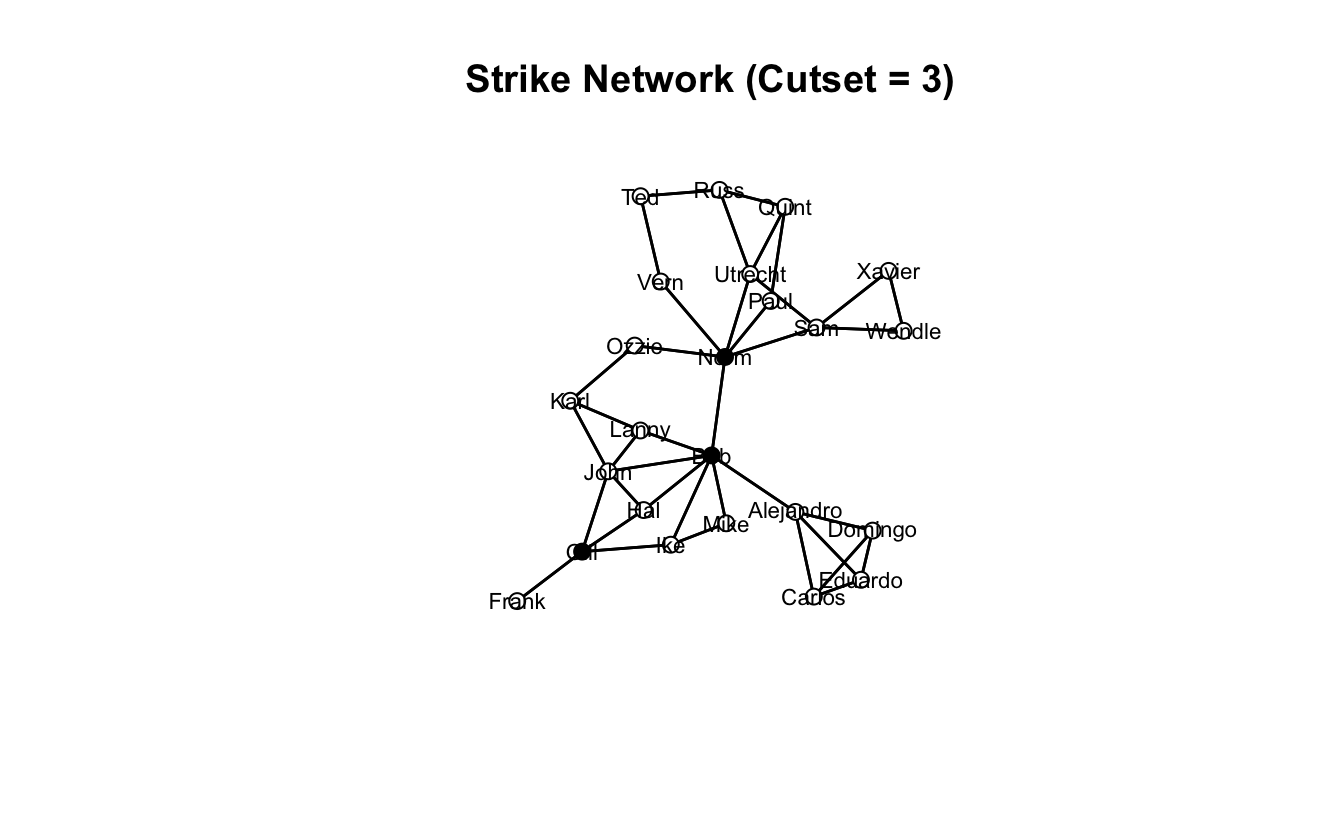 Strike Network (Cutset = 3)
Ted
Russ
Quint
Utrecht
Xavier
Vern
Paul
Sam
Wendle
Ozzie
Norm
Karl
Lanny
Bob
John
Hal
Alejandro
Mike
Domingo
Ike
Gill
Eduardo
Carlos
Frank